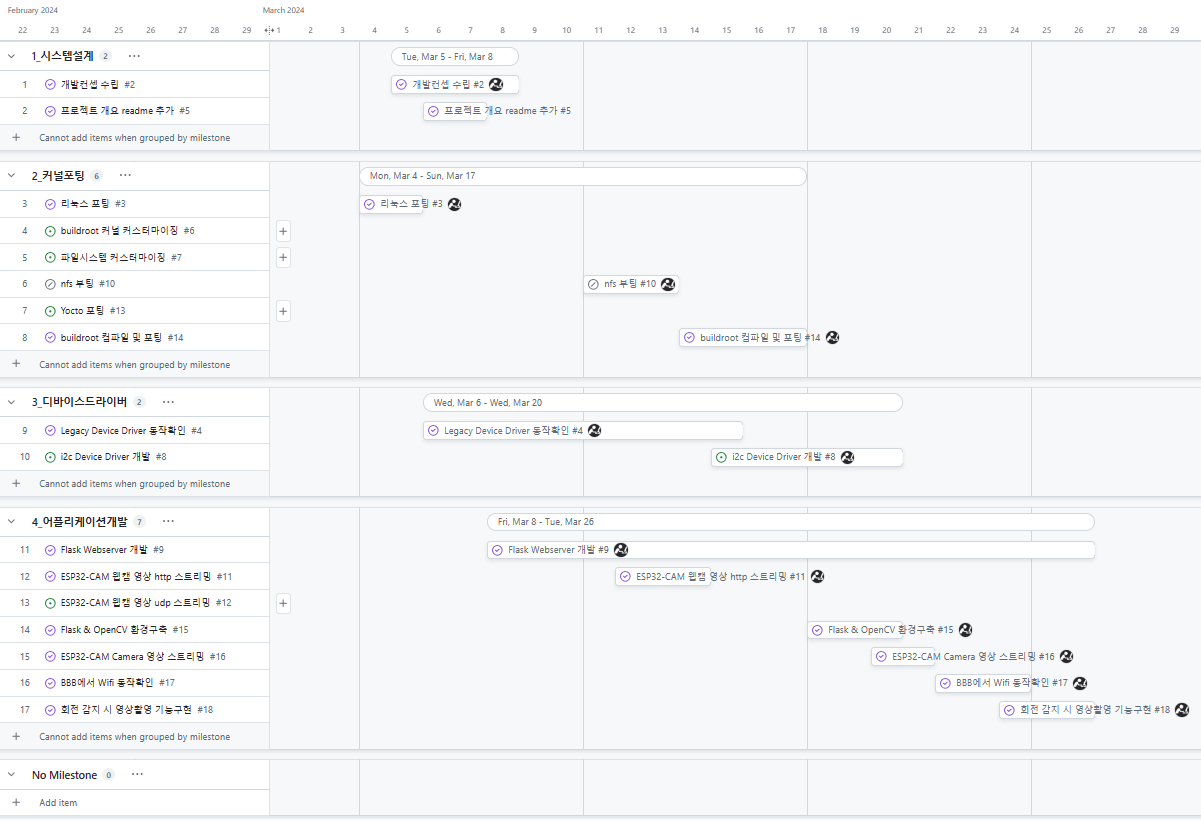 February 2024 March 2024
22 23 24 25 26 27 28 29 1 2 3 4 5 6 7 8 9 10 11 12 13 14 15 16 17 18 19 20 21 22 23 24 25 26 27 28 29
1_시스템설계 2 ... Tue, Mar 5 - Fri, Mar 8
1 개발컨셉 수립 #2 개발컨셉 수립 #2
2 프로젝트 개요 readme 추가 #5 프로젝트 개요 readme 추가 #5
+ Cannot add items when grouped by milestone
2_커널포팅 6 ... Mon, Mar 4 - Sun, Mar 17
3 리눅스 포팅 #3 리눅스 포팅 #3
4 buildroot 커널 커스터마이징 #6 +
5 파일시스템 커스터마이징 #7 +
6 nfs 부팅 #10 nfs 부팅 #10
7 Yocto 포팅 #13 +
8 buildroot 컴파일 및 포팅 #14 buildroot 컴파일 및 포팅 #14
+ Cannot add items when grouped by milestone
3_디바이스드라이버 2 ... Wed, Mar 6 - Wed, Mar 20
9 Legacy Device Driver 동작확인 #4 Legacy Device Driver 동작확인 #4
10 i2c Device Driver 개발 #8 i2c Device Driver 개발 #8
+ Cannot add items when grouped by milestone
4_어플리케이션개발 7 ... Fri, Mar 8 - Tue, Mar 26
11 Flask Webserver 개발 #9 Flask Webserver 개발 #9
12 ESP32-CAM 웹캠 영상 http 스트리밍 #11 ESP32-CAM 웹캠 영상 http 스트리밍 #11
13 ESP32-CAM 웹캠 영상 udp 스트리밍 #12 +
14 Flask & OpenCV 환경구축 #15 Flask & OpenCV 환경구축 #15
15 ESP32-CAM Camera 영상 스트리밍 #16 ESP32-CAM Camera 영상 스트리밍 #16
16 BBB에서 Wifi 동작확인 #17 BBB에서 Wifi 동작확인 #17
17 회전 감지 시 영상촬영 기능구현 #18 회전 감지 시 영상촬영 기능구현 #18
+ Cannot add items when grouped by milestone
No Milestone 0 ...
+ Add item